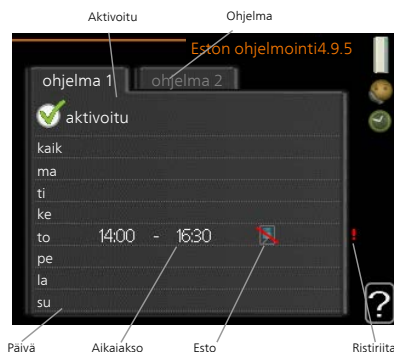 Aktivoitu Ohjelma
Eston ohjelmointi4.9.5
ohjelma 1 ohjelma 2
aktivoitu
kaik
ma
ti
ke
to 14:00 - 16:30 !
pe
la
su
?
Päivä Aikajakso Esto Ristiriita